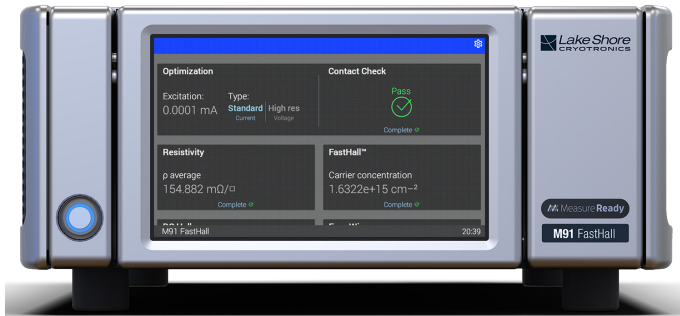 Lake Shore
CRYOTRONICS
Optimization
Contact Check
Excitation:
Type:
0.0001 mA
Standard
High res
Current
Voltage
Pass
Complete
Resistivity
FastHall™
ρ average
Carrier concentration
154.882 mΩ/□
1.6322e+15 cm−2
Complete
Complete
M91 FastHall
20:39
MeasureReady
M91 FastHall